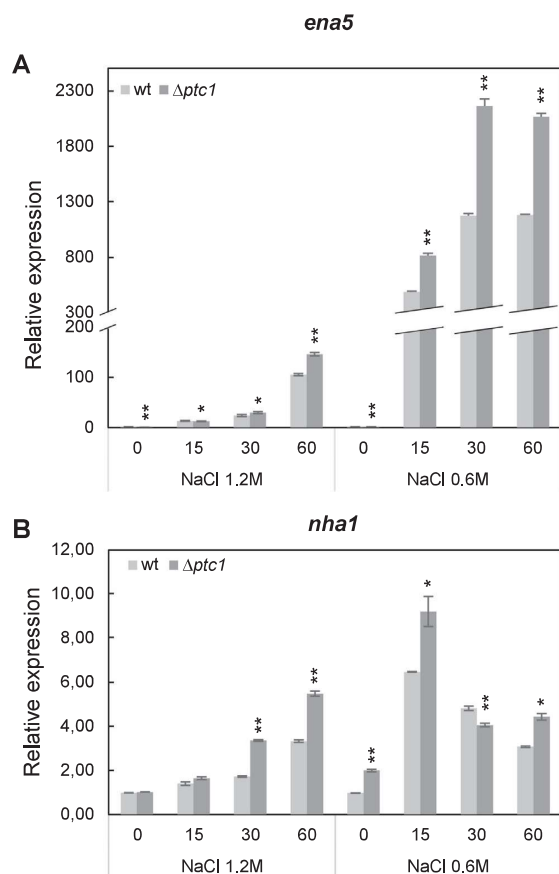 ena5
A
wt Δptc1
Relative expression
2300
1800
1300
800
300
200
100
0
** * * ** ** ** ** **
0 15 30 60 0 15 30 60
NaCl 1.2M NaCl 0.6M
nha1
B
wt Δptc1
Relative expression
12,00
10,00
8,00
6,00
4,00
2,00
0,00
** ** ** * ** *
0 15 30 60 0 15 30 60
NaCl 1.2M NaCl 0.6M